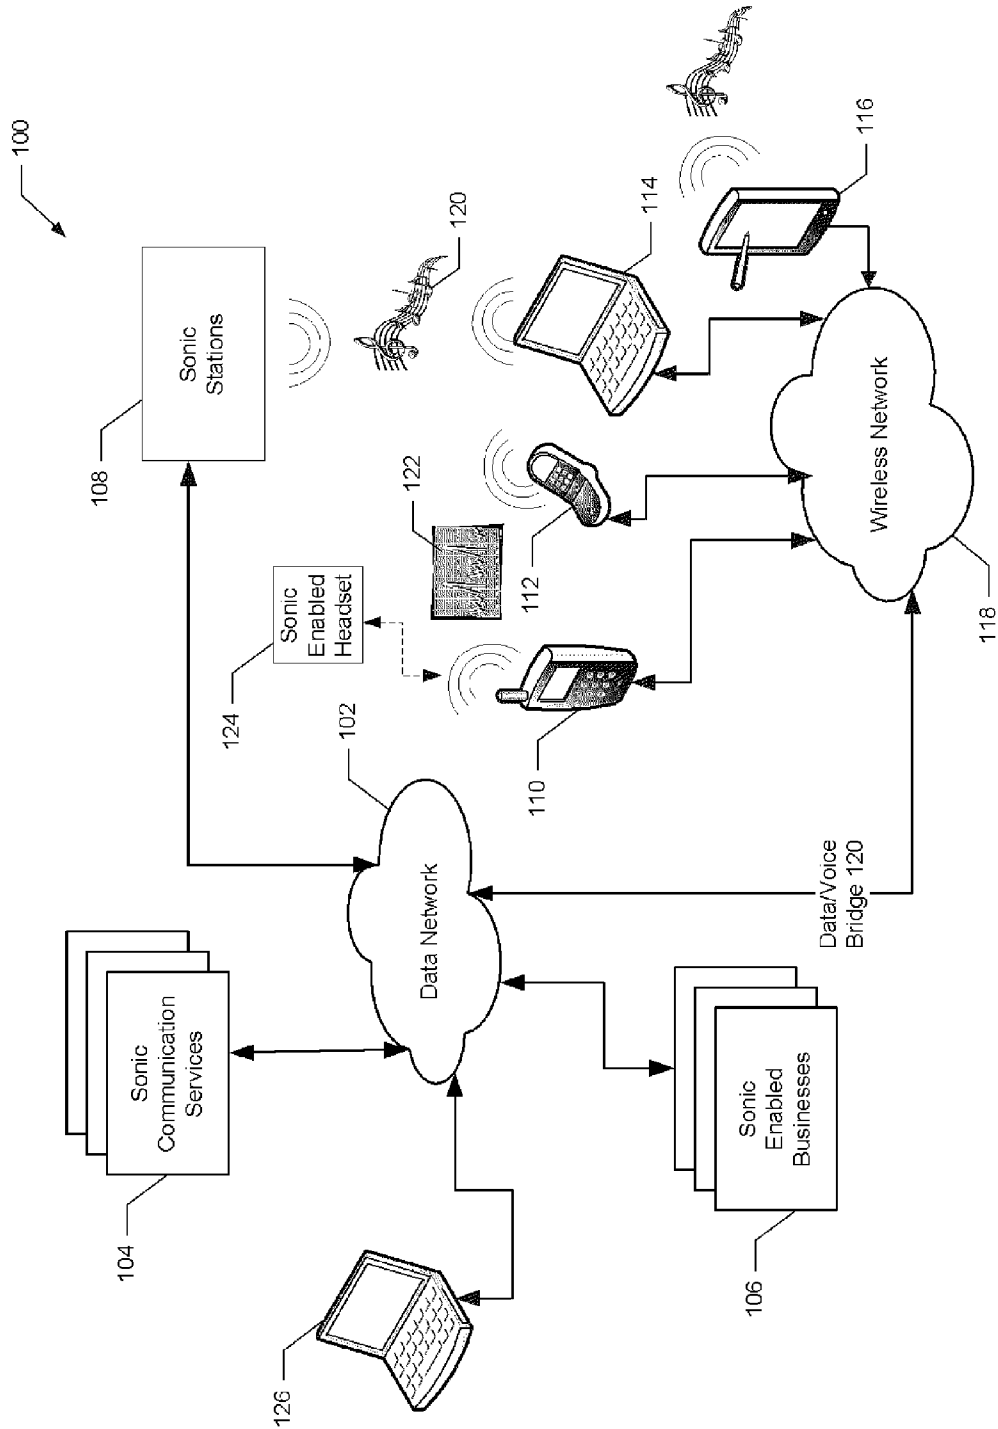 100
108
Sonic
Stations
120
114
116
122
112
124
Sonic
Enabled
Headset
110
102
Data Network
Wireless Network
118
Data/Voice
Bridge 120
104
Sonic
Communication
Services
106
Sonic
Enabled
Businesses
126